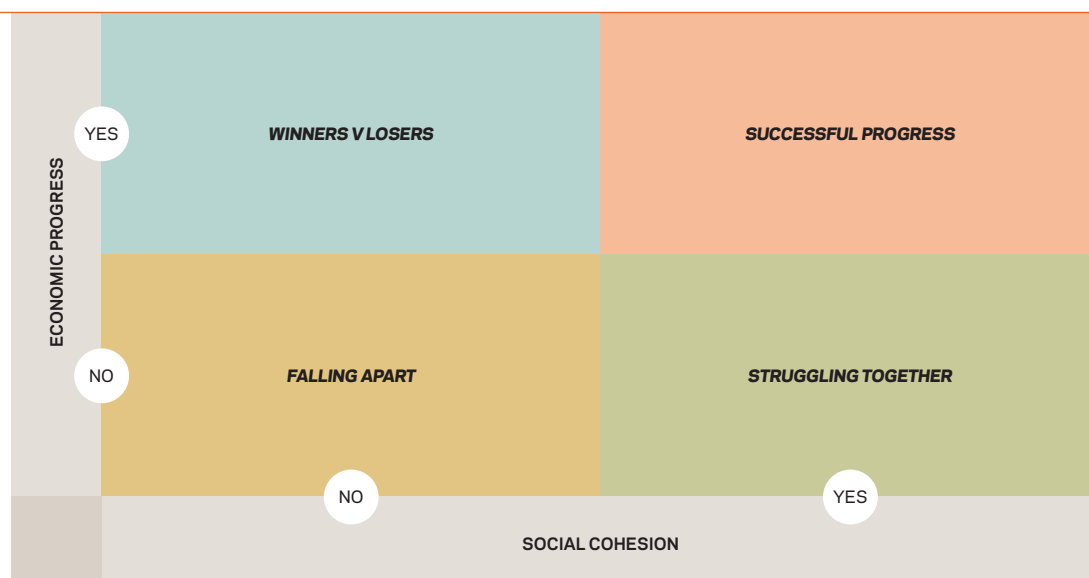 YES
WINNERS V LOSERS
SUCCESSFUL PROGRESS
ECONOMIC PROGRESS
NO
FALLING APART
STRUGGLING TOGETHER
NO
YES
SOCIAL COHESION